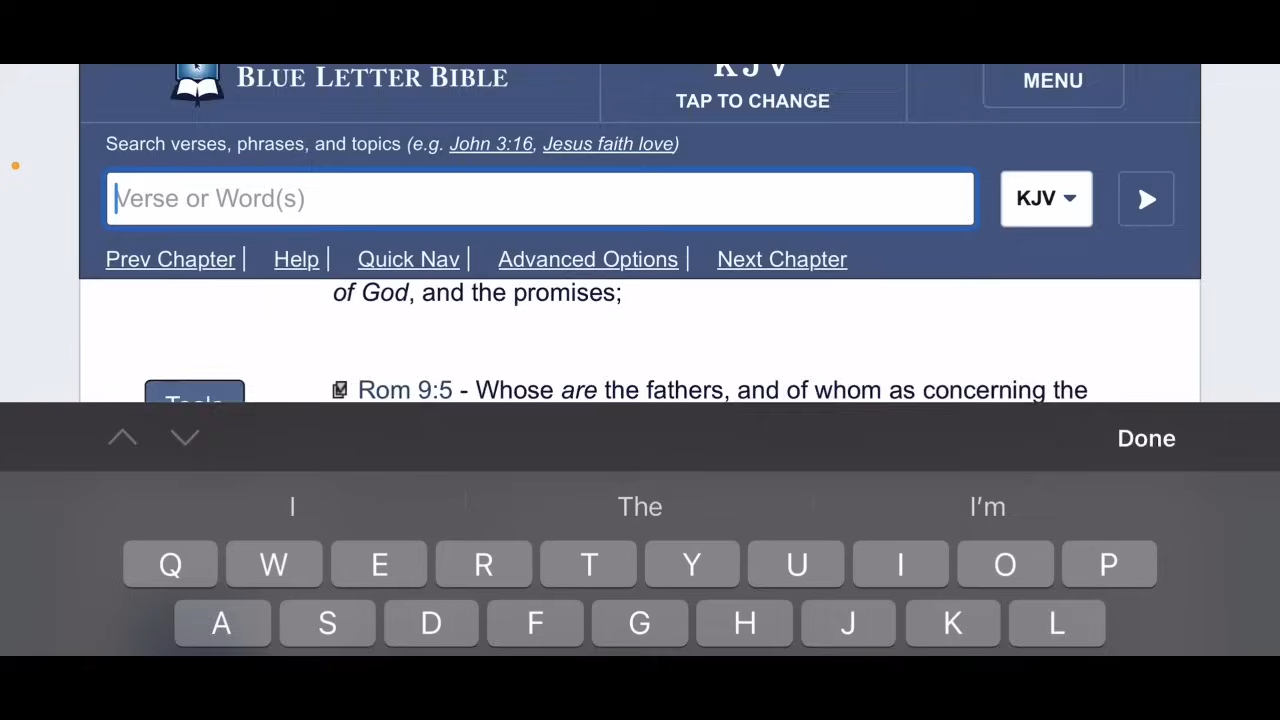 BLUE LETTER BIBLE
KJV
TAP TO CHANGE
MENU
Search verses, phrases, and topics (e.g. John 3:16, Jesus faith love)
Verse or Word(s)
KJV
Prev Chapter | Help | Quick Nav | Advanced Options | Next Chapter
of God, and the promises;
Tools
Rom 9:5 - Whose are the fathers, and of whom as concerning the
Done
I The I'm
Q W E R T Y U I O P
A S D F G H J K L